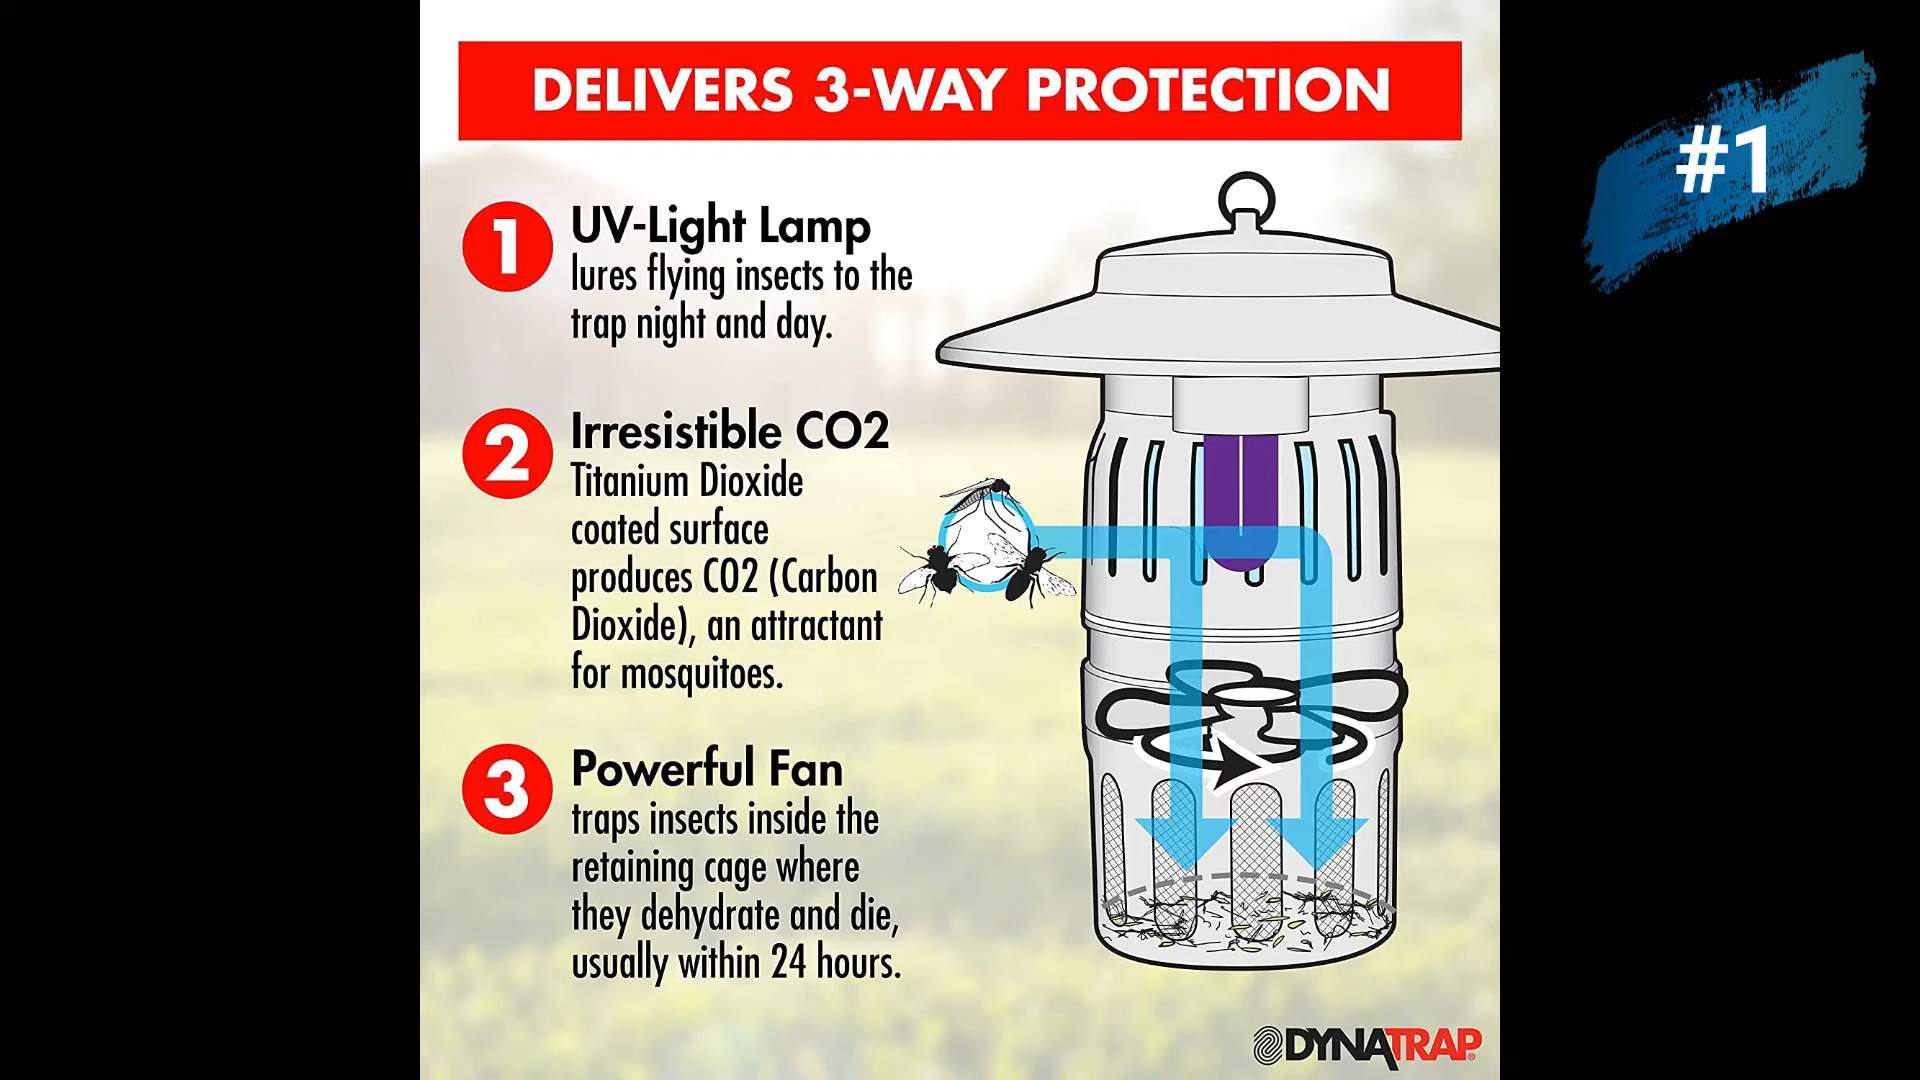 DELIVERS 3-WAY PROTECTION
#1
1 UV-Light Lamp
lures flying insects to the
trap night and day.
2 Irresistible CO2
Titanium Dioxide
coated surface
produces CO2 (Carbon
Dioxide), an attractant
for mosquitoes.
3 Powerful Fan
traps insects inside the
retaining cage where
they dehydrate and die,
usually within 24 hours.
DYNATRAP®